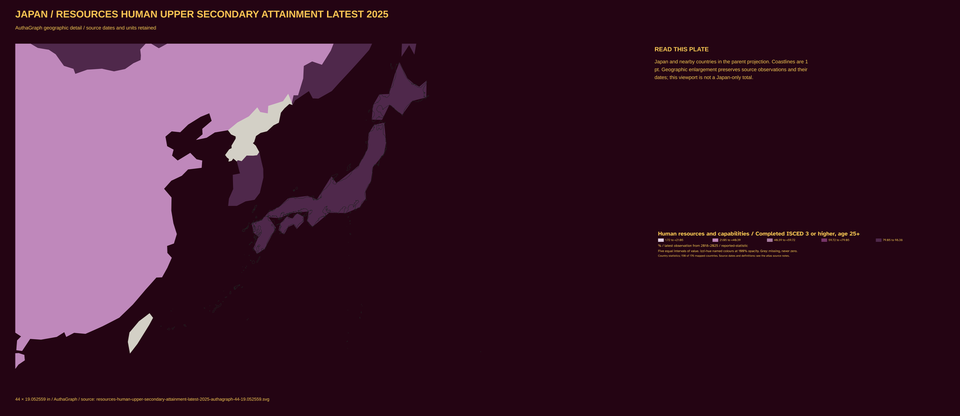 JAPAN / RESOURCES HUMAN UPPER SECONDARY ATTAINMENT LATEST 2025
AuthaGraph geographic detail / source dates and units retained
READ THIS PLATE
Japan and nearby countries in the parent projection. Coastlines are 1
pt. Geographic enlargement preserves source observations and their
dates; this viewport is not a Japan-only total.
Human resources and capabilities / Completed ISCED 3 or higher, age 25+
44 × 19.052559 in / AuthaGraph / source: resources-human-upper-secondary-attainment-latest-2025-authagraph-44-19.052559.svg